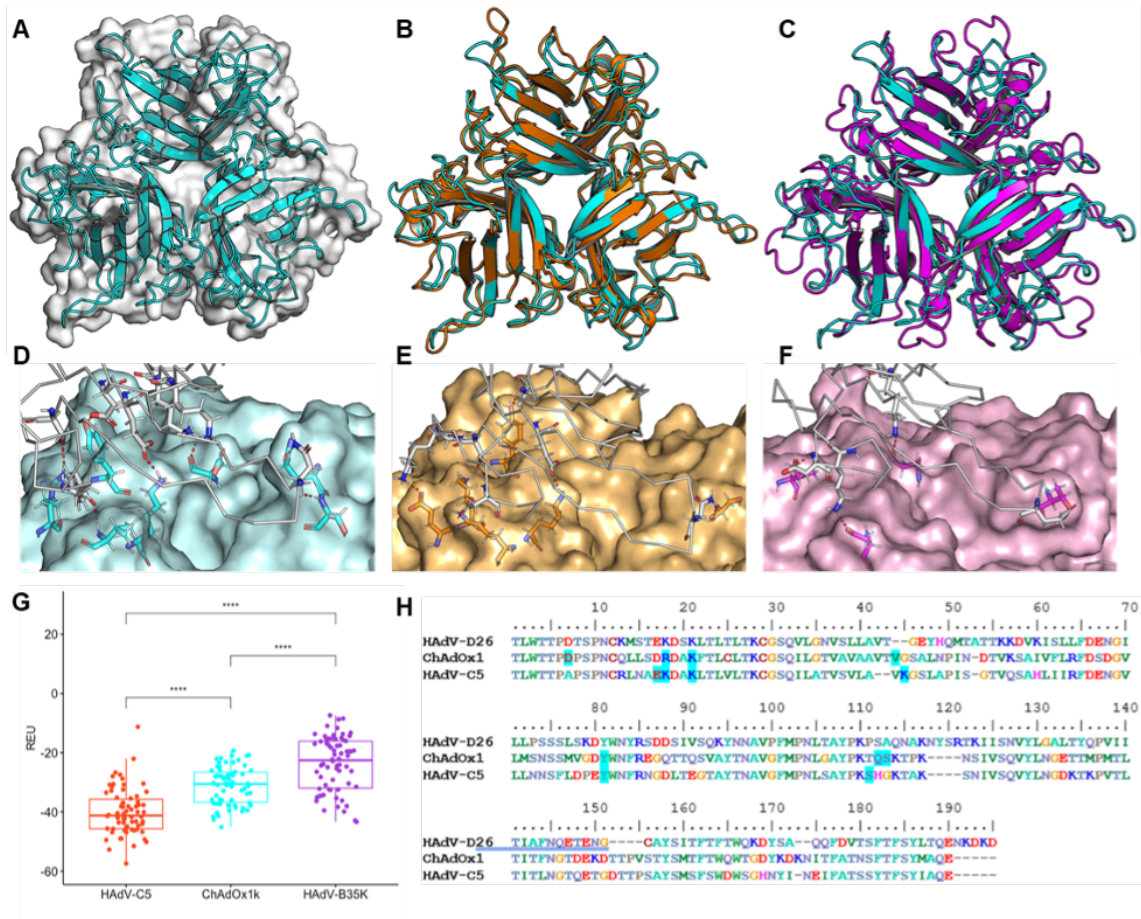 A
B
C
D
E
F
G
****
****
****
20
0
-20
-40
-60
REU
HAdV-C5
ChAdOx1k
HAdV-B35K
H
10 20 30 40 50 60 70
HAdV-D26 TLWTTPDTSPNCKMSTEKDSKLTLTLTKCGSQVLGNVSLLAVT--GEYHQMTATTKKDVKISLLFDENGI
ChAdOx1 TLWTTPDPSPNCQLLSDRDAKFTLCLTKCGSQILGTVAVAAVTVGSALNPIN-DTVKSAIVFLRFDSDGV
HAdV-C5 TLWTTPAPSPNCRLNAEKDAKLTLVLTKCGSQILATVSVLA--VKGSLAPIS-GTVQSAHLIIRFDENGV
80 90 100 110 120 130 140
HAdV-D26 LLPSSSLSKDYWNYRSDDSIVSQKYNNAVPFMPNLTAYPKPSAQNAKNYSRTKIISNVYLGALTYQPVII
ChAdOx1 LMSNSSMVGDYWNFREGQTTQSVAYTNAVGFMPNLGAYPKTQSKTPK----NSIVSQVYLNGETTMPMTL
HAdV-C5 LLNNSFLDPEYWNFRNGDLTEGTAYTNAVGFMPNLSAYPKSHGKTAK----SNIVSQVYLNGDKTKPVTL
150 160 170 180 190
HAdV-D26 TIAFNQETENG----CAYSITFTFTWQKDYSA--QQFDVTSFTFSYLTQENKDKD
ChAdOx1 TITFNGTDEKDTTPVSTYSMTFTWQWTGDYKDKNITFATNSFTFSYMAQE-----
HAdV-C5 TITLNGTQETGDTTPSAYSMSFSWDWSGHNYI--NEIFATSSYTFSYIAQE-----